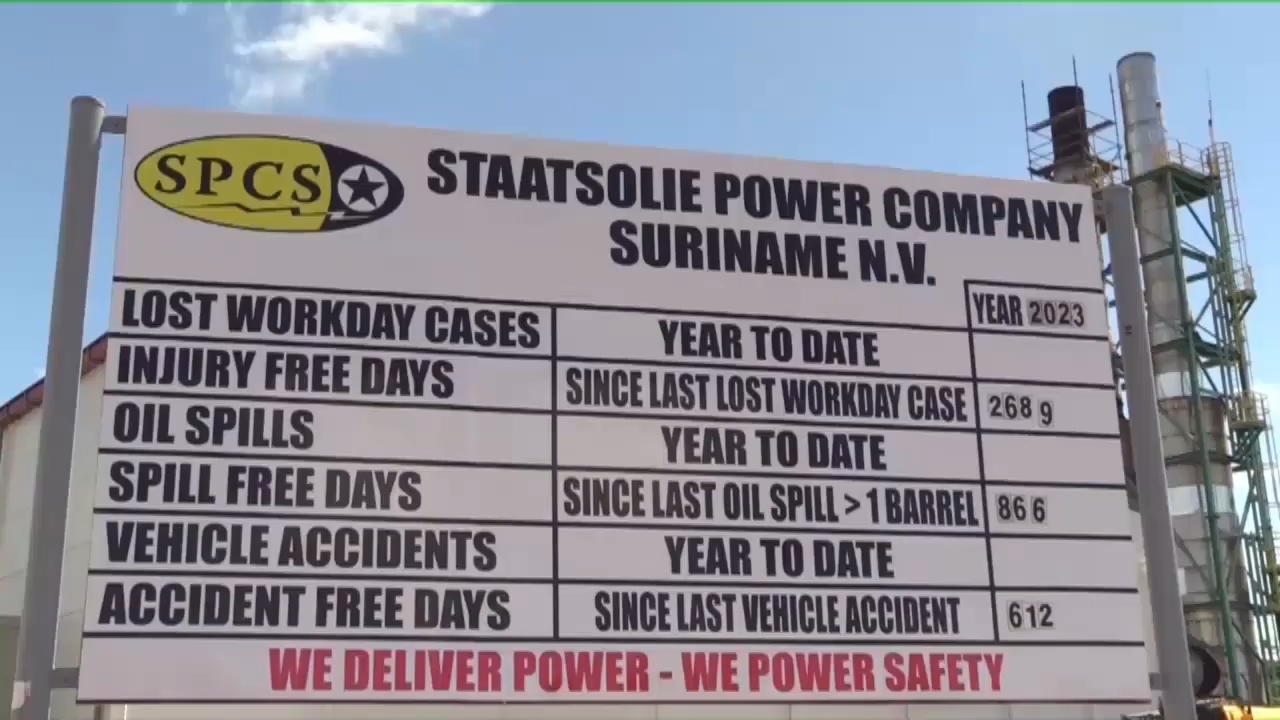 SPCS
STAATSOLIE POWER COMPANY
SURINAME N.V.
YEAR 2023
LOST WORKDAY CASES YEAR TO DATE
INJURY FREE DAYS SINCE LAST LOST WORKDAY CASE 2689
OIL SPILLS YEAR TO DATE
SPILL FREE DAYS SINCE LAST OIL SPILL > 1 BARREL 866
VEHICLE ACCIDENTS YEAR TO DATE
ACCIDENT FREE DAYS SINCE LAST VEHICLE ACCIDENT 612
WE DELIVER POWER - WE POWER SAFETY